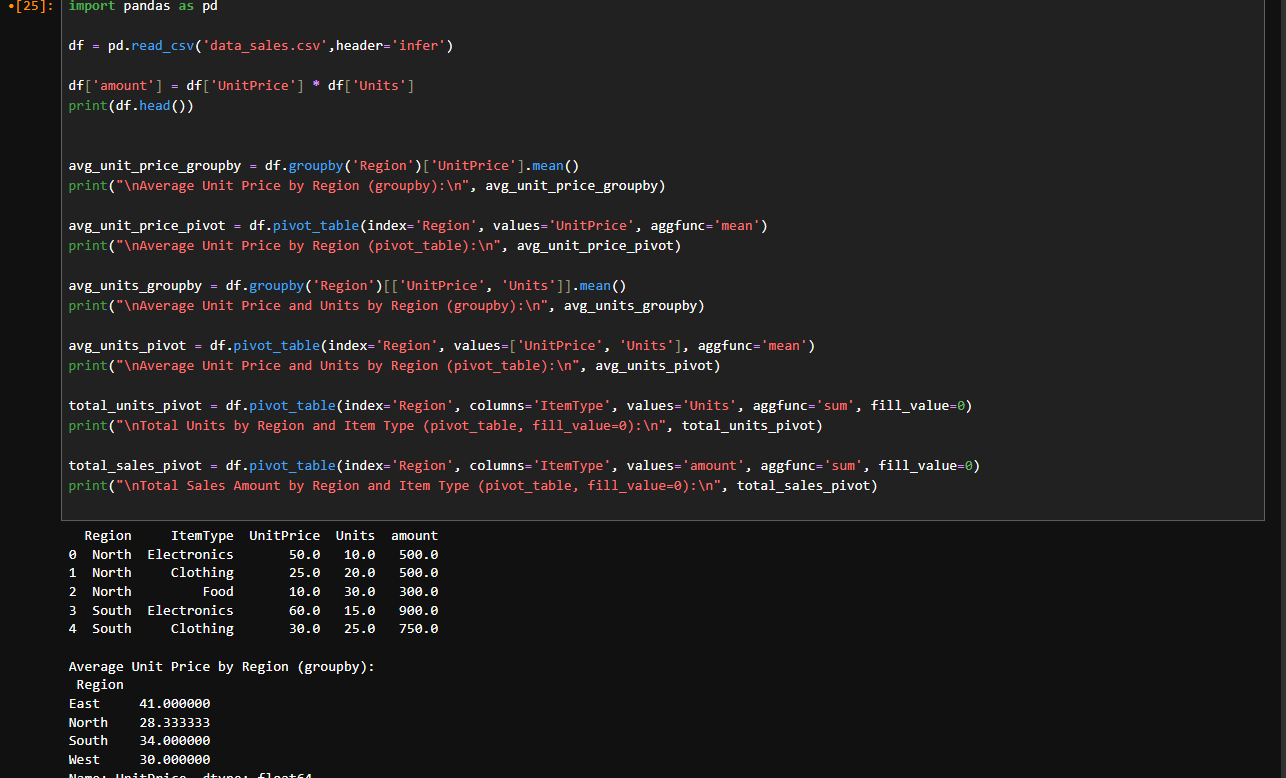 •[25]: import pandas as pd
df = pd.read_csv('data_sales.csv',header='infer')
df['amount'] = df['UnitPrice'] * df['Units']
print(df.head())
avg_unit_price_groupby = df.groupby('Region')['UnitPrice'].mean()
print("\nAverage Unit Price by Region (groupby):\n", avg_unit_price_groupby)
avg_unit_price_pivot = df.pivot_table(index='Region', values='UnitPrice', aggfunc='mean')
print("\nAverage Unit Price by Region (pivot_table):\n", avg_unit_price_pivot)
avg_units_groupby = df.groupby('Region')[['UnitPrice', 'Units']].mean()
print("\nAverage Unit Price and Units by Region (groupby):\n", avg_units_groupby)
avg_units_pivot = df.pivot_table(index='Region', values=['UnitPrice', 'Units'], aggfunc='mean')
print("\nAverage Unit Price and Units by Region (pivot_table):\n", avg_units_pivot)
total_units_pivot = df.pivot_table(index='Region', columns='ItemType', values='Units', aggfunc='sum', fill_value=0)
print("\nTotal Units by Region and Item Type (pivot_table, fill_value=0):\n", total_units_pivot)
total_sales_pivot = df.pivot_table(index='Region', columns='ItemType', values='amount', aggfunc='sum', fill_value=0)
print("\nTotal Sales Amount by Region and Item Type (pivot_table, fill_value=0):\n", total_sales_pivot)
  Region     ItemType  UnitPrice  Units  amount
0  North  Electronics       50.0   10.0   500.0
1  North     Clothing       25.0   20.0   500.0
2  North         Food       10.0   30.0   300.0
3  South  Electronics       60.0   15.0   900.0
4  South     Clothing       30.0   25.0   750.0
Average Unit Price by Region (groupby):
 Region
East     41.000000
North    28.333333
South    34.000000
West     30.000000
Name: UnitPrice, dtype: float64